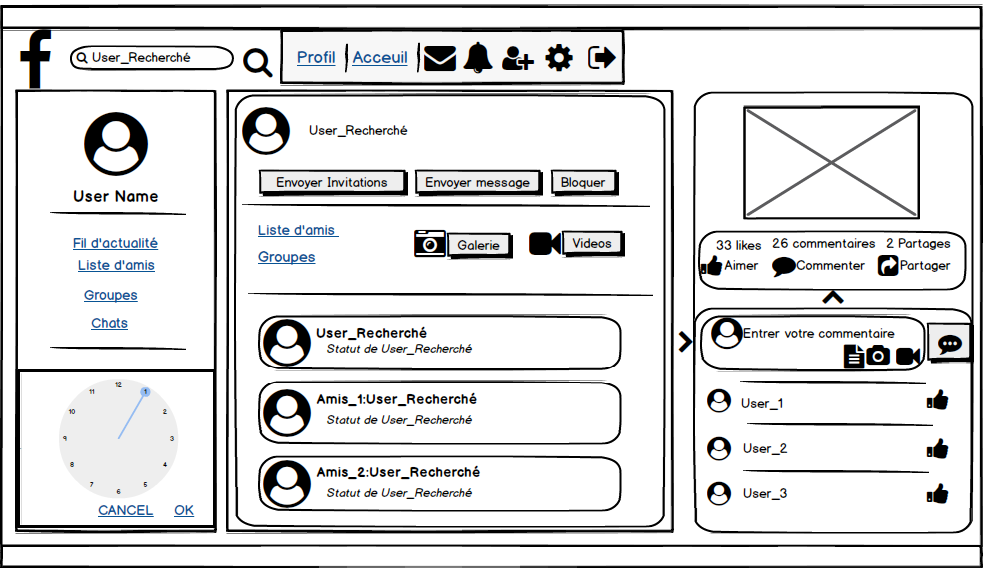 f
User_Recherché
Profil
Acceuil
User Name
Fil d'actualité
Liste d'amis
Groupes
Chats
12
11
1
10
2
9
3
8
4
7
5
6
CANCEL
OK
User_Recherché
Envoyer Invitations
Envoyer message
Bloquer
Liste d'amis
Groupes
Galerie
Videos
User_Recherché
Statut de User_Recherché
Amis_1:User_Recherché
Statut de User_Recherché
Amis_2:User_Recherché
Statut de User_Recherché
33 likes 26 commentaires 2 Partages
Aimer Commenter Partager
Entrer votre commentaire
User_1
User_2
User_3